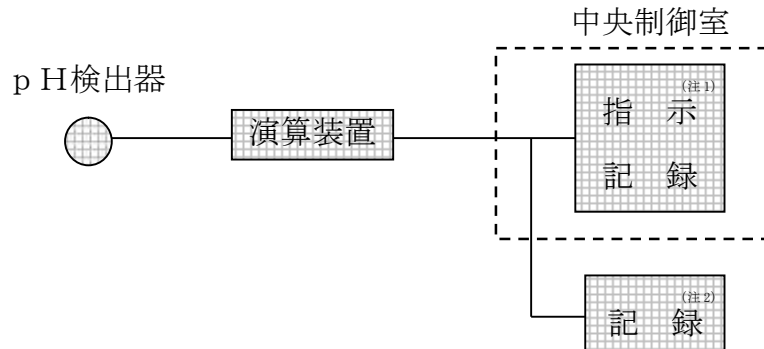 中央制御室
ｐＨ検出器
演算装置
(注1)
指　示
記　録
(注2)
記　録